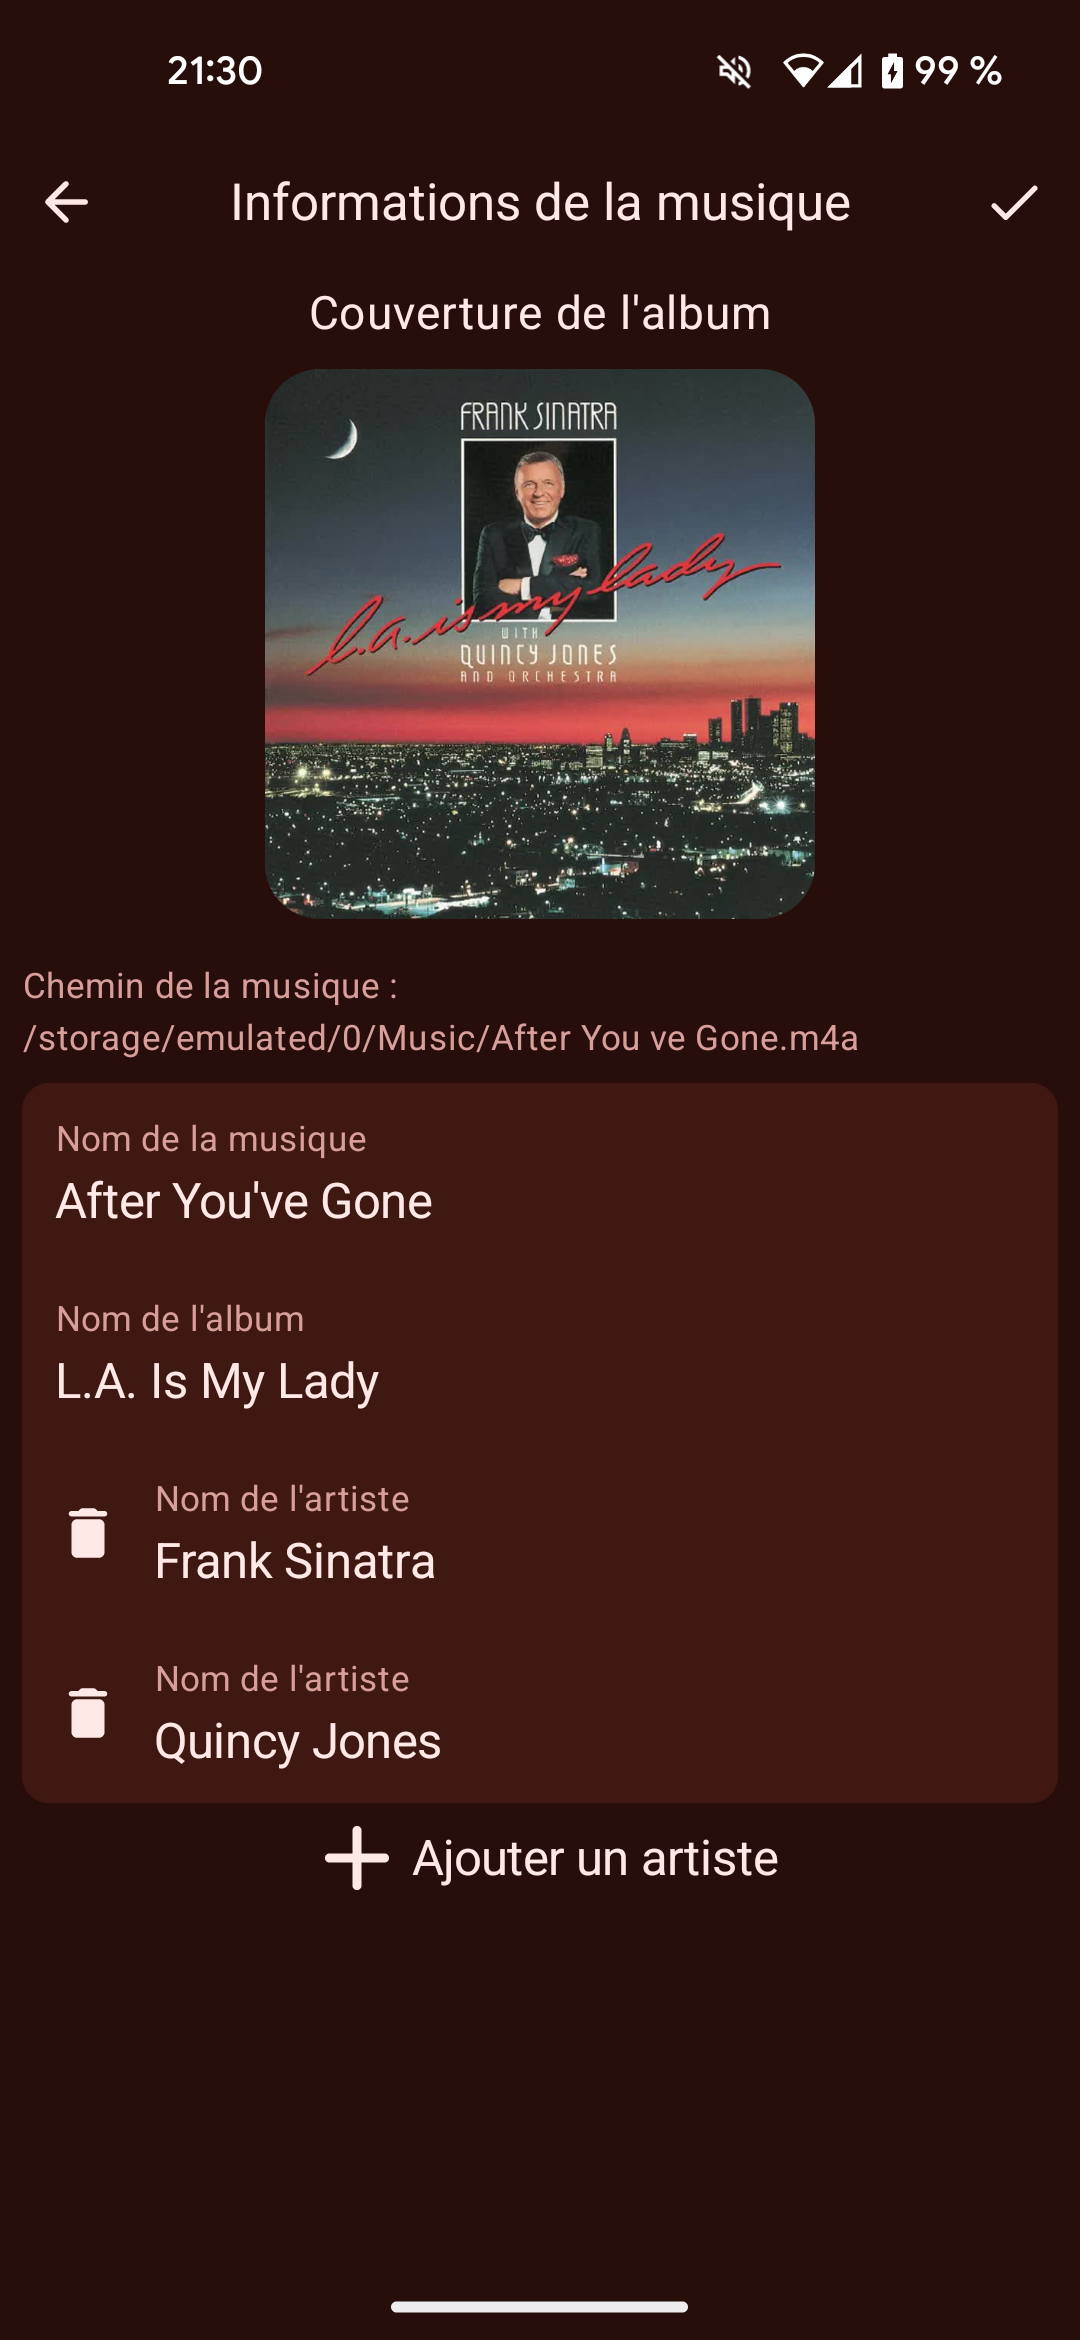 21:30
99 %
Informations de la musique
Couverture de l'album
FRANK SINATRA
l.a. is my lady
WITH
QUINCY JONES
AND ORCHESTRA
Chemin de la musique :
/storage/emulated/0/Music/After You ve Gone.m4a
Nom de la musique
After You've Gone
Nom de l'album
L.A. Is My Lady
Nom de l'artiste
Frank Sinatra
Nom de l'artiste
Quincy Jones
Ajouter un artiste